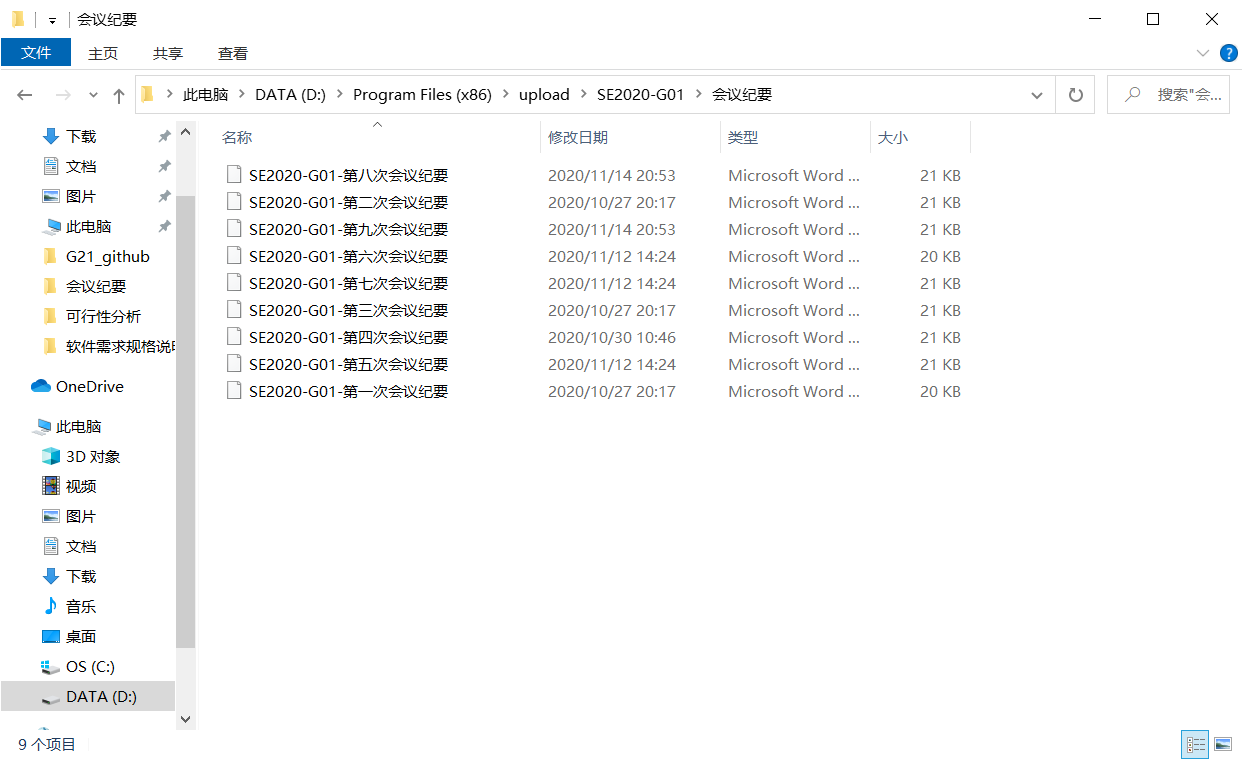 会议纪要
文件 主页 共享 查看
此电脑 DATA (D:) Program Files (x86) upload SE2020-G01 会议纪要 搜索"会...
下载
文档
图片
此电脑
G21_github
会议纪要
可行性分析
软件需求规格说
OneDrive
此电脑
3D 对象
视频
图片
文档
下载
音乐
桌面
OS (C:)
DATA (D:)
名称 修改日期 类型 大小
SE2020-G01-第八次会议纪要 2020/11/14 20:53 Microsoft Word ... 21 KB
SE2020-G01-第二次会议纪要 2020/10/27 20:17 Microsoft Word ... 21 KB
SE2020-G01-第九次会议纪要 2020/11/14 20:53 Microsoft Word ... 21 KB
SE2020-G01-第六次会议纪要 2020/11/12 14:24 Microsoft Word ... 20 KB
SE2020-G01-第七次会议纪要 2020/11/12 14:24 Microsoft Word ... 21 KB
SE2020-G01-第三次会议纪要 2020/10/27 20:17 Microsoft Word ... 21 KB
SE2020-G01-第四次会议纪要 2020/10/30 10:46 Microsoft Word ... 21 KB
SE2020-G01-第五次会议纪要 2020/11/12 14:24 Microsoft Word ... 21 KB
SE2020-G01-第一次会议纪要 2020/10/27 20:17 Microsoft Word ... 20 KB
9 个项目